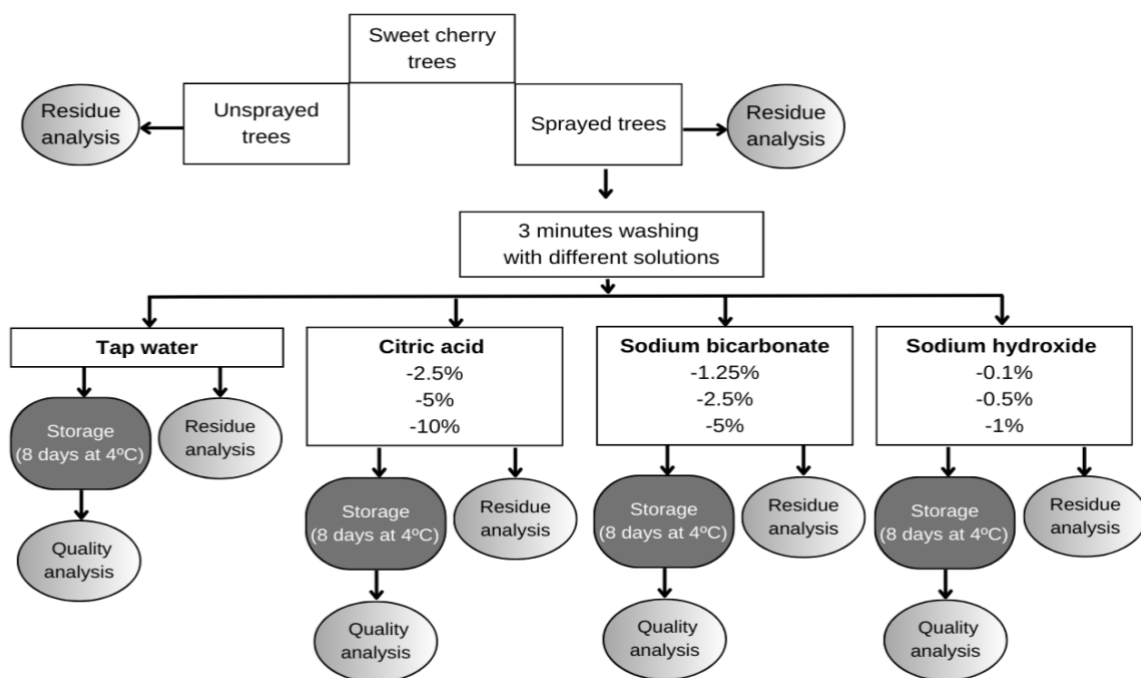 Sweet cherry
trees
Residue
analysis
Unsprayed
trees
Sprayed trees
Residue
analysis
3 minutes washing
with different solutions
Tap water
Citric acid
-2.5%
-5%
-10%
Sodium bicarbonate
-1.25%
-2.5%
-5%
Sodium hydroxide
-0.1%
-0.5%
-1%
Storage
(8 days at 4ºC)
Residue
analysis
Quality
analysis
Storage
(8 days at 4ºC)
Residue
analysis
Quality
analysis
Storage
(8 days at 4ºC)
Residue
analysis
Quality
analysis
Storage
(8 days at 4ºC)
Residue
analysis
Quality
analysis